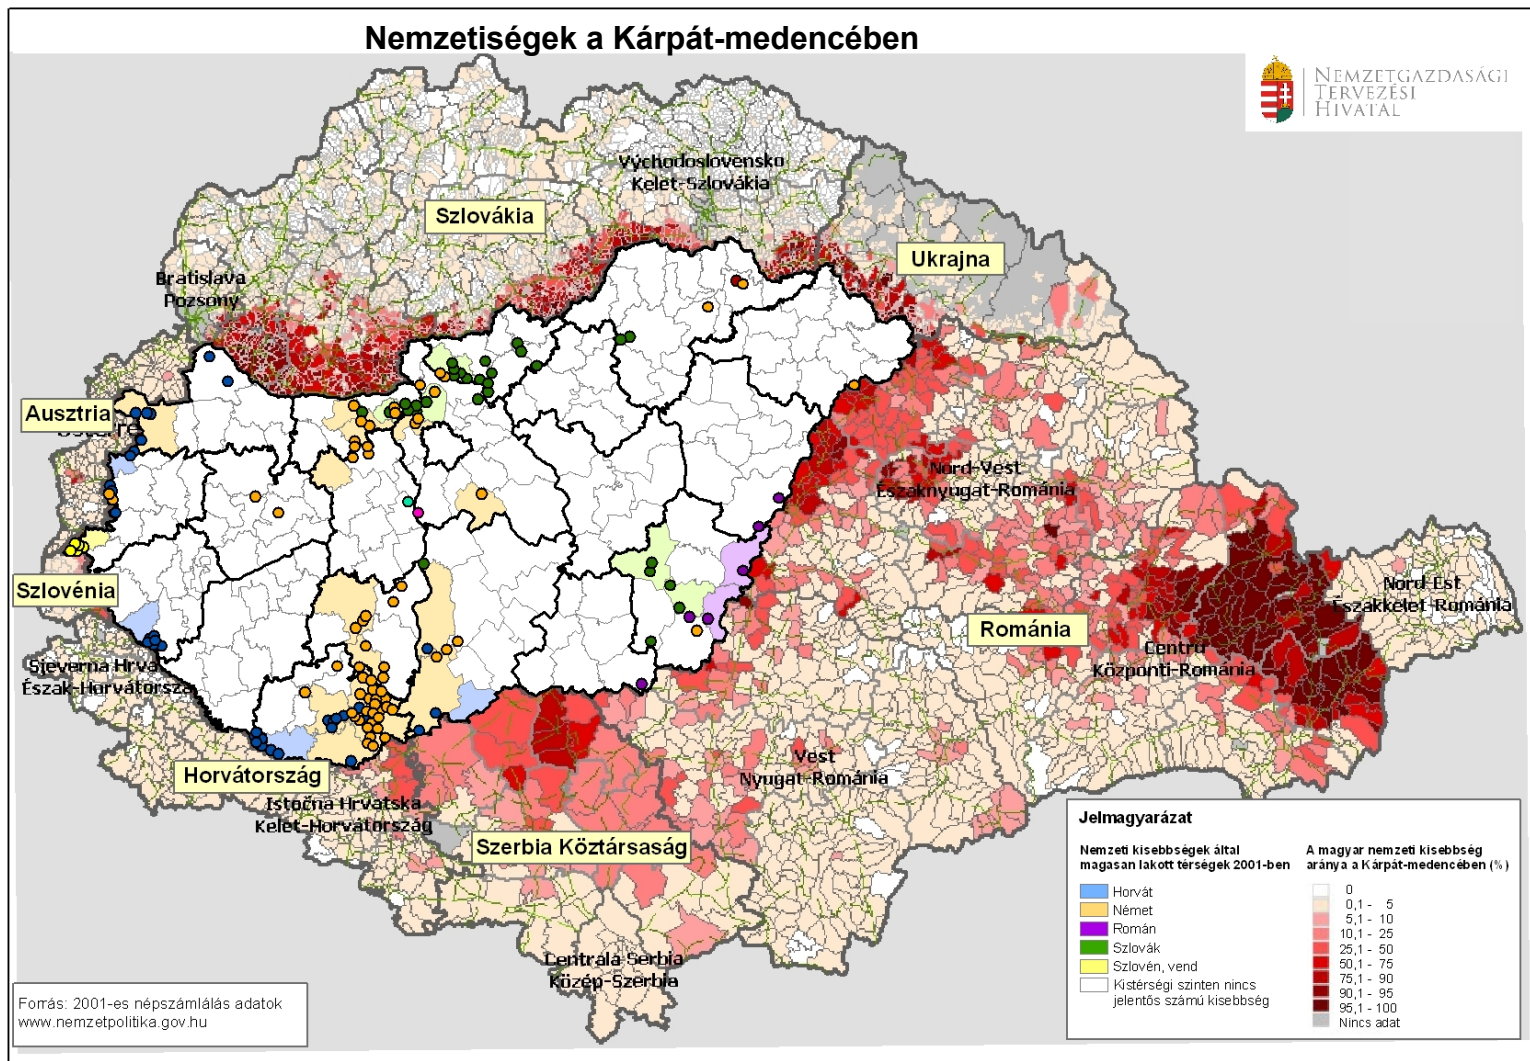 Nemzetiségek a Kárpát-medencében
NEMZETGAZDASÁGI
TERVEZÉSI
HIVATAL
Východoslovensko
Kelet-Szlovákia
Szlovákia
Ukrajna
Bratislava
Pozsony
Ausztria
Nord-Vest
Északnyugat-Románia
Szlovénia
Nord Est
Északkelet-Románia
Románia
Centru
Központi-Románia
Sjeverna Hrva
Észak-Horvátorsza
Vest
Nyugat-Románia
Horvátország
Istočna Hrvatska
Kelet-Horvátország
Szerbia Köztársaság
Centrala Serbia
Közép-Szerbia
Jelmagyarázat
Nemzeti kisebbségek által
magasan lakott térségek 2001-ben
Horvát
Német
Román
Szlovák
Szlovén, vend
Kistérségi szinten nincs
jelentős számú kisebbség
A magyar nemzeti kisebbség
aránya a Kárpát-medencében (%)
0
0,1 - 5
5,1 - 10
10,1 - 25
25,1 - 50
50,1 - 75
75,1 - 90
90,1 - 95
95,1 - 100
Nincs adat
Forrás: 2001-es népszámlálás adatok
www.nemzetpolitika.gov.hu